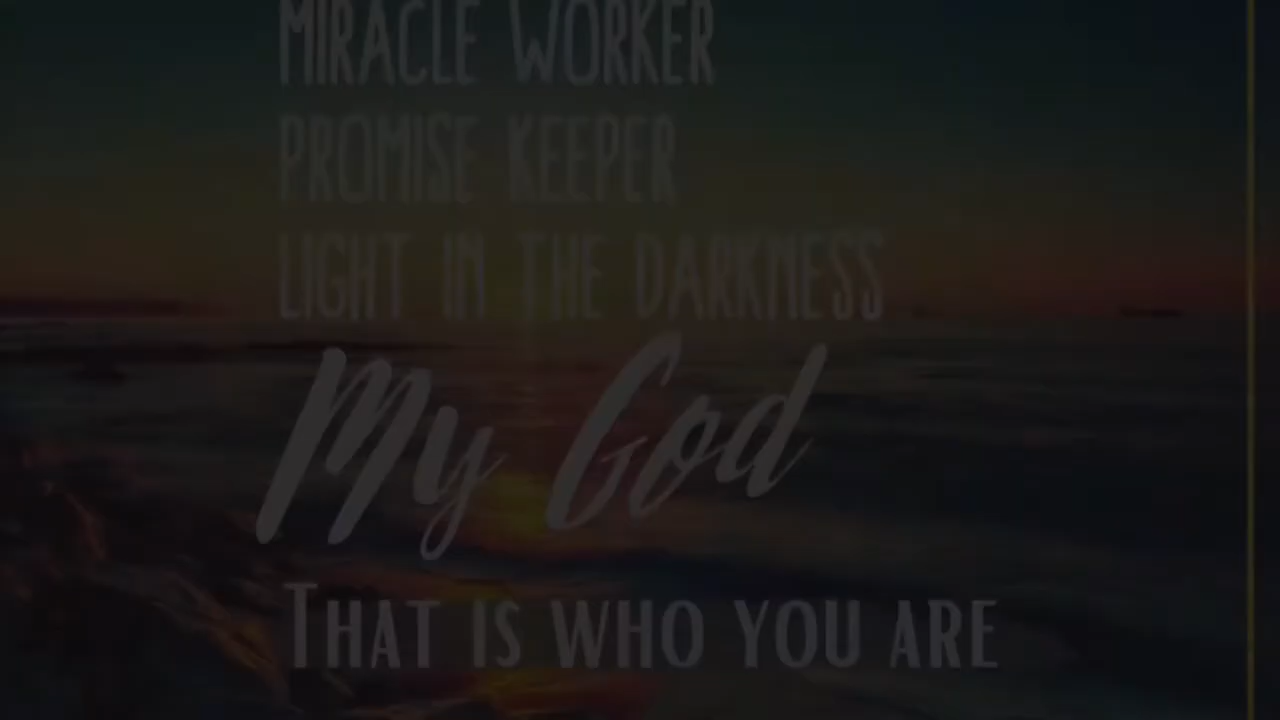 MIRACLE WORKER
PROMISE KEEPER
LIGHT IN THE DARKNESS
My God
THAT IS WHO YOU ARE